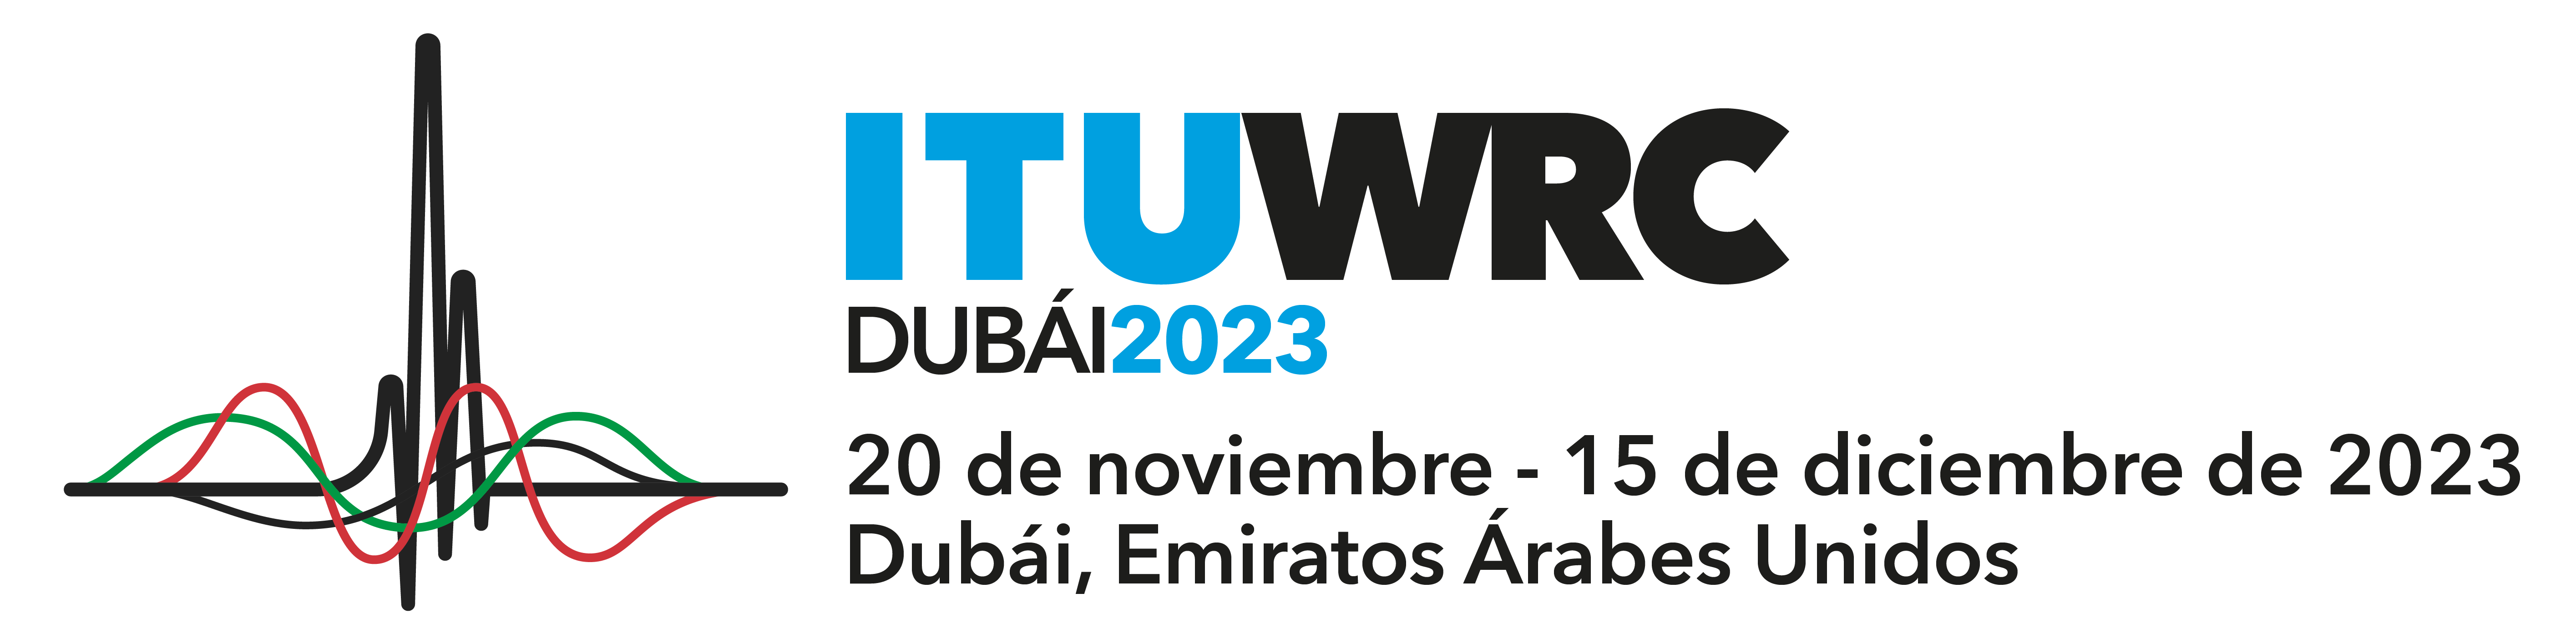 ITUWRC
DUBÁI2023
20 de noviembre - 15 de diciembre de 2023
Dubái, Emiratos Árabes Unidos